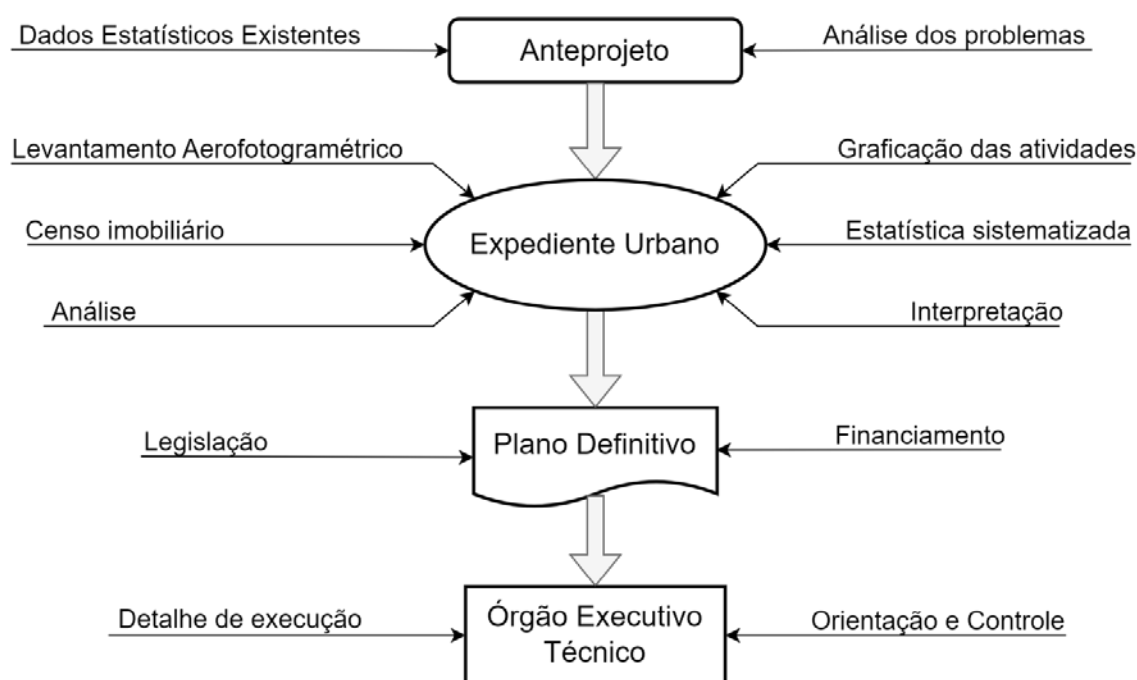 Dados Estatísticos Existentes
Anteprojeto
Análise dos problemas
Levantamento Aerofotogramétrico
Graficação das atividades
Censo imobiliário
Expediente Urbano
Estatística sistematizada
Análise
Interpretação
Legislação
Plano Definitivo
Financiamento
Detalhe de execução
Órgão Executivo
Técnico
Orientação e Controle